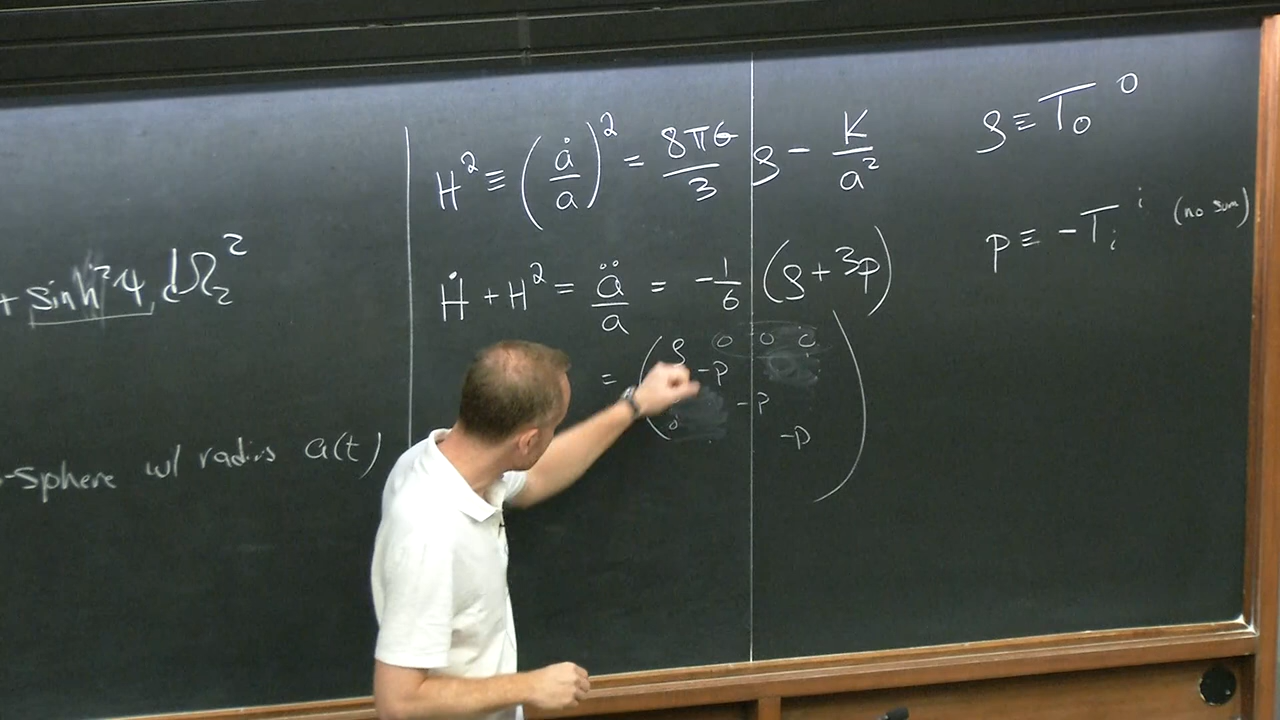 + sinh²ψ dΩ₂²
-sphere w/ radius a(t)
H² ≡ (ȧ/a)² = 8πG/3 ρ - K/a²
Ḣ + H² = ä/a = -1/6 (ρ + 3p)
= ( ρ 0 0 0
-p
-p
0
-p )
ρ ≡ T₀⁰
p ≡ -Tᵢⁱ (no sum)